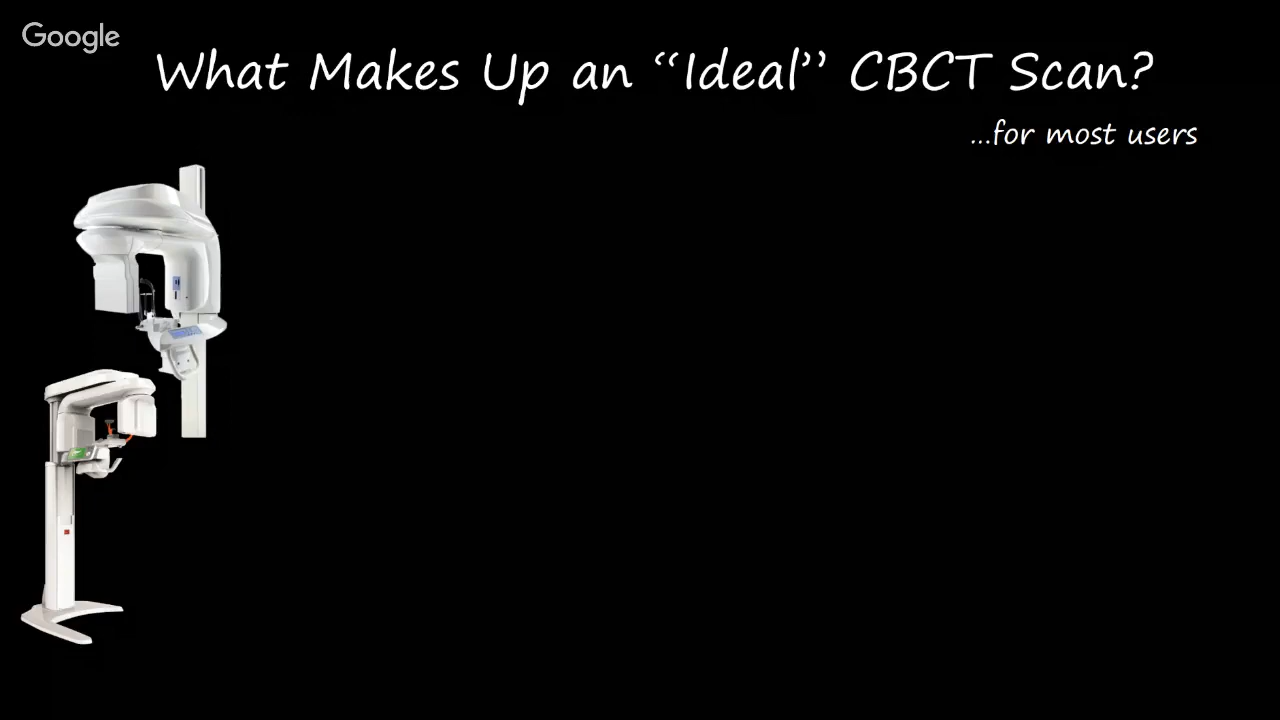 Google
What Makes Up an “Ideal” CBCT Scan?
...for most users